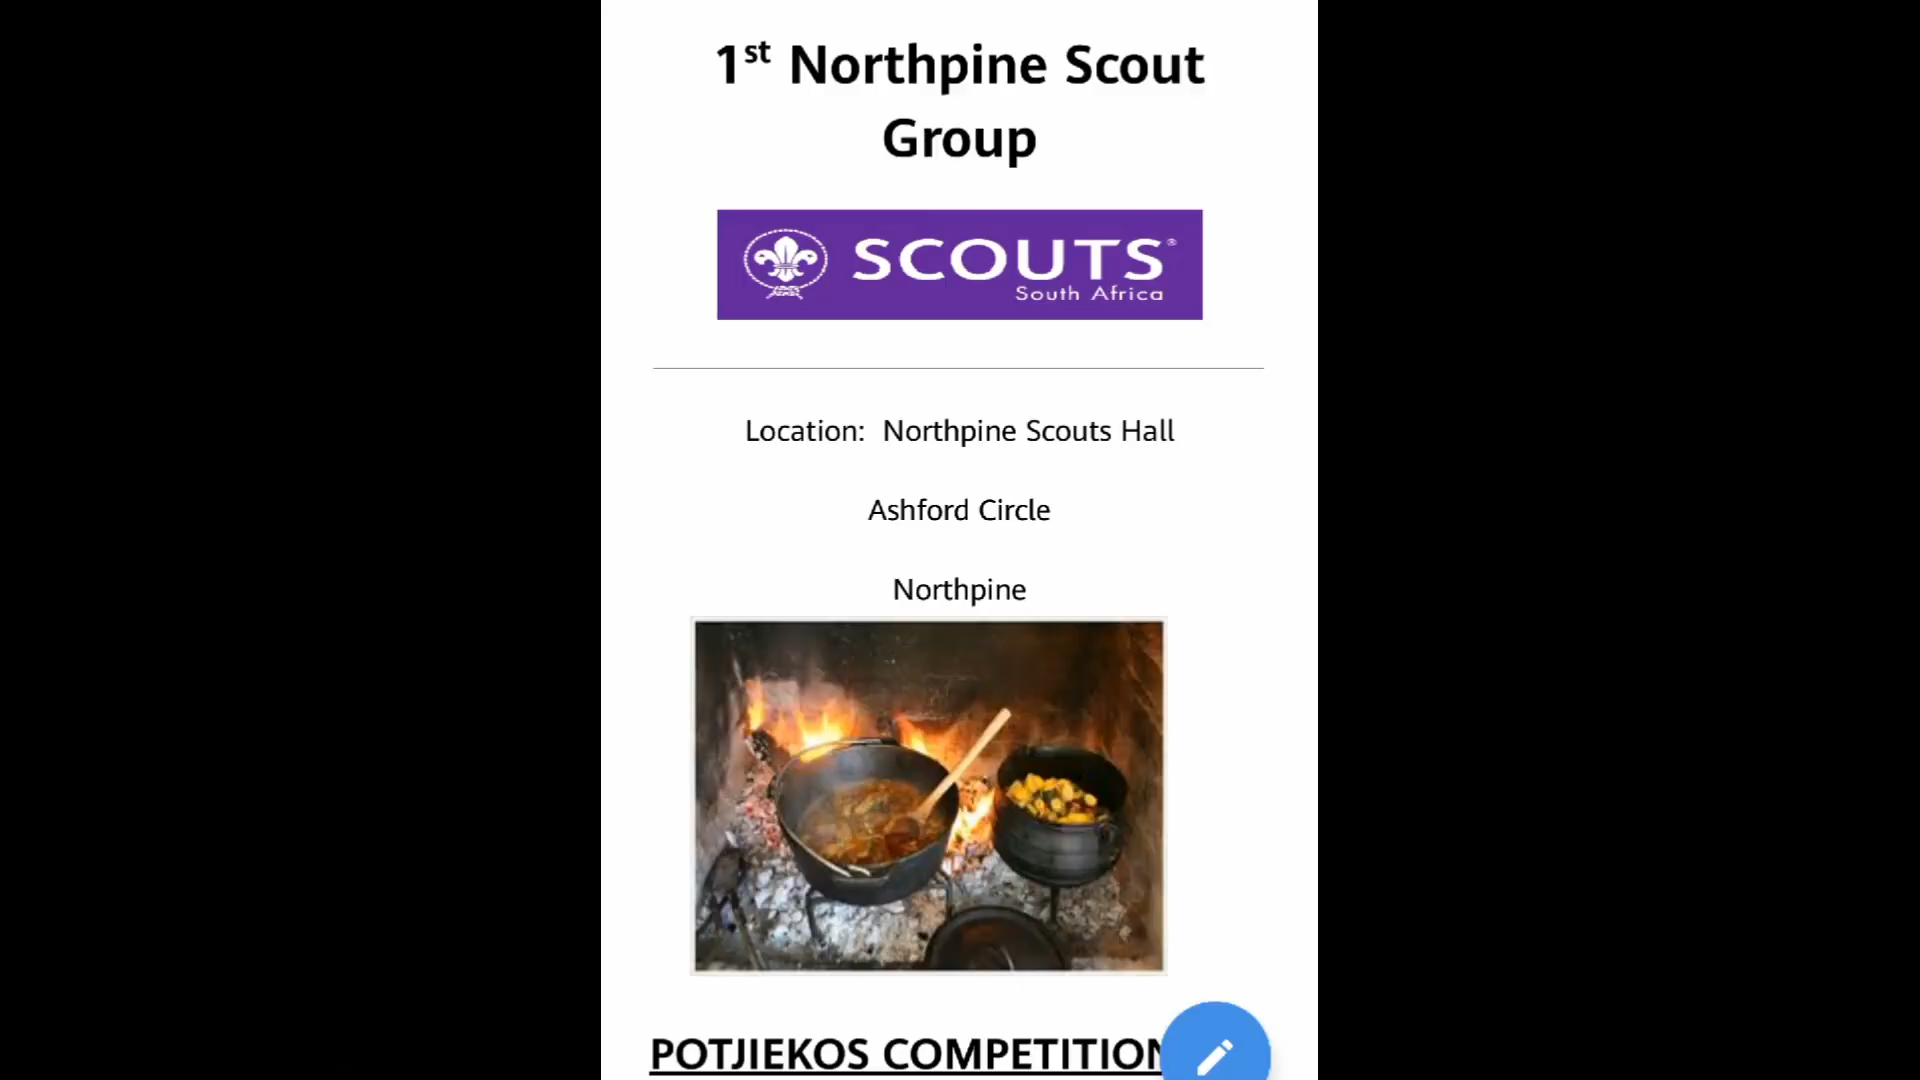 1st Northpine Scout
Group
SCOUTS®
South Africa
Location: Northpine Scouts Hall
Ashford Circle
Northpine
POTJIEKOS COMPETITION